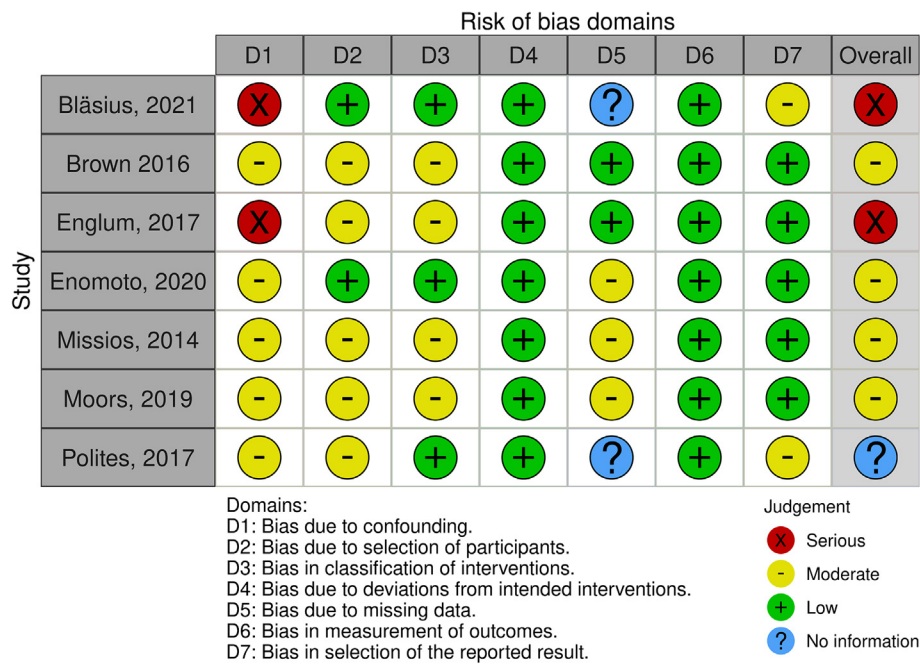 Risk of bias domains
D1 D2 D3 D4 D5 D6 D7 Overall
Study
Bläsius, 2021 X + + + ? + - X
Brown 2016 - - - + + + + -
Englum, 2017 X - - + + + + X
Enomoto, 2020 - + + + - + + -
Missios, 2014 - - - + - + + -
Moors, 2019 - - - + - + + -
Polites, 2017 - - + + ? + - ?
Domains:
D1: Bias due to confounding.
D2: Bias due to selection of participants.
D3: Bias in classification of interventions.
D4: Bias due to deviations from intended interventions.
D5: Bias due to missing data.
D6: Bias in measurement of outcomes.
D7: Bias in selection of the reported result.
Judgement
X Serious
- Moderate
+ Low
? No information